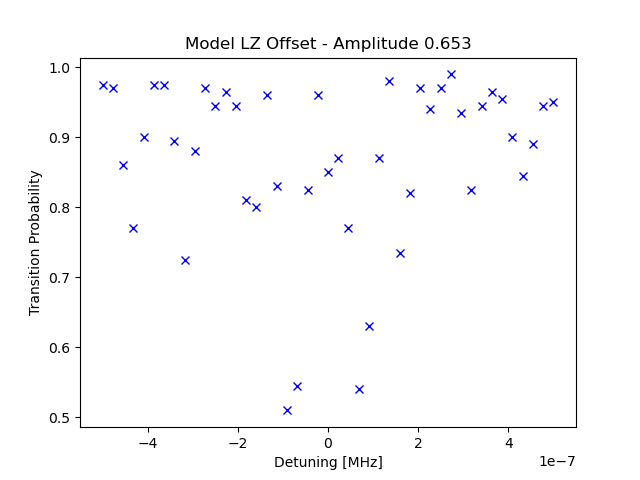 Model LZ Offset - Amplitude 0.653
1.0
0.9
0.8
0.7
0.6
0.5
Transition Probability
−4
−2
0
2
4
1e−7
Detuning [MHz]